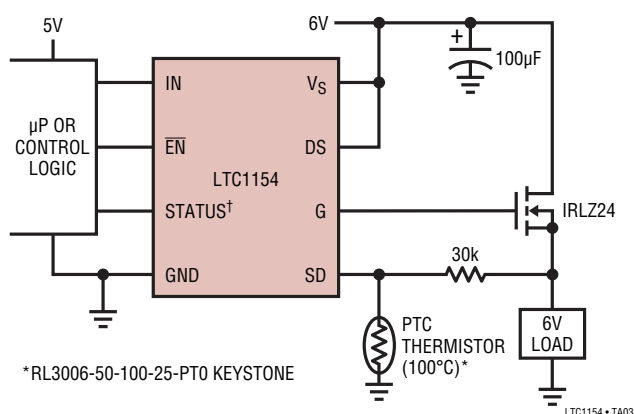 5V
6V
+
100µF
µP OR
CONTROL
LOGIC
IN
EN
STATUS†
GND
LTC1154
VS
DS
G
SD
IRLZ24
30k
PTC
THERMISTOR
(100°C)*
6V
LOAD
*RL3006-50-100-25-PT0 KEYSTONE
LTC1154 • TA03